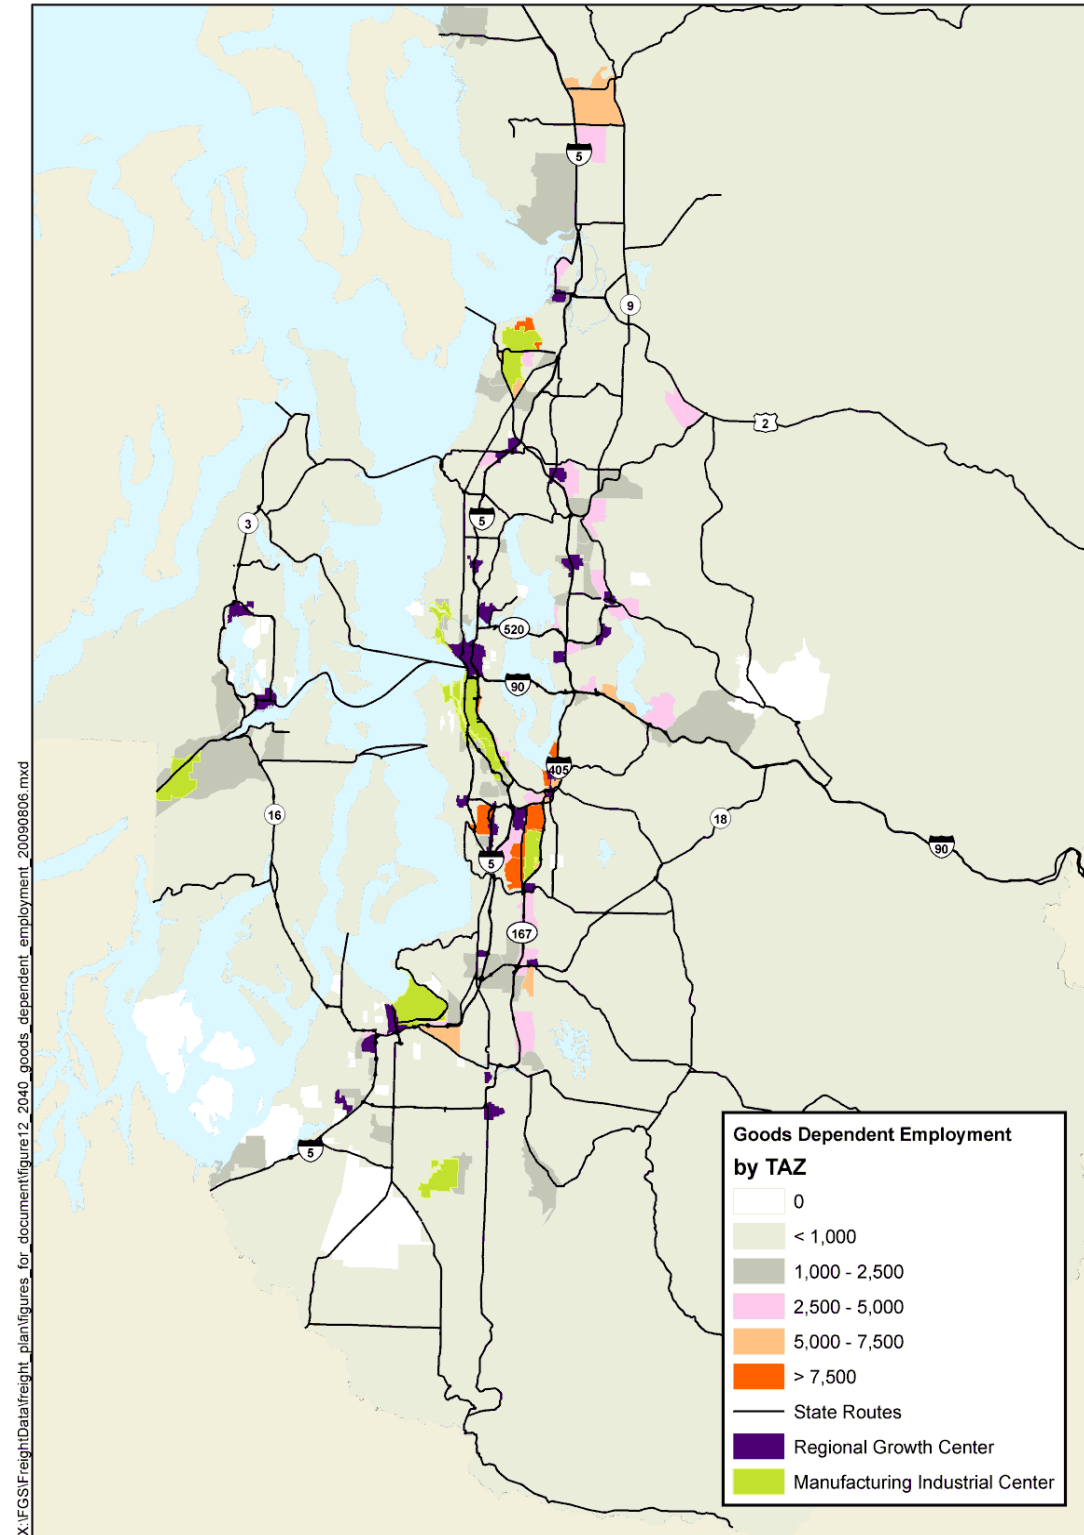 X:\FGS\FreightData\freight_plan\figures_for_document\figure12_2040_goods_dependent_employment_20090806.mxd
5
9
2
3
5
520
90
405
16
18
5
90
167
5
Goods Dependent Employment
by TAZ
0
< 1,000
1,000 - 2,500
2,500 - 5,000
5,000 - 7,500
> 7,500
State Routes
Regional Growth Center
Manufacturing Industrial Center